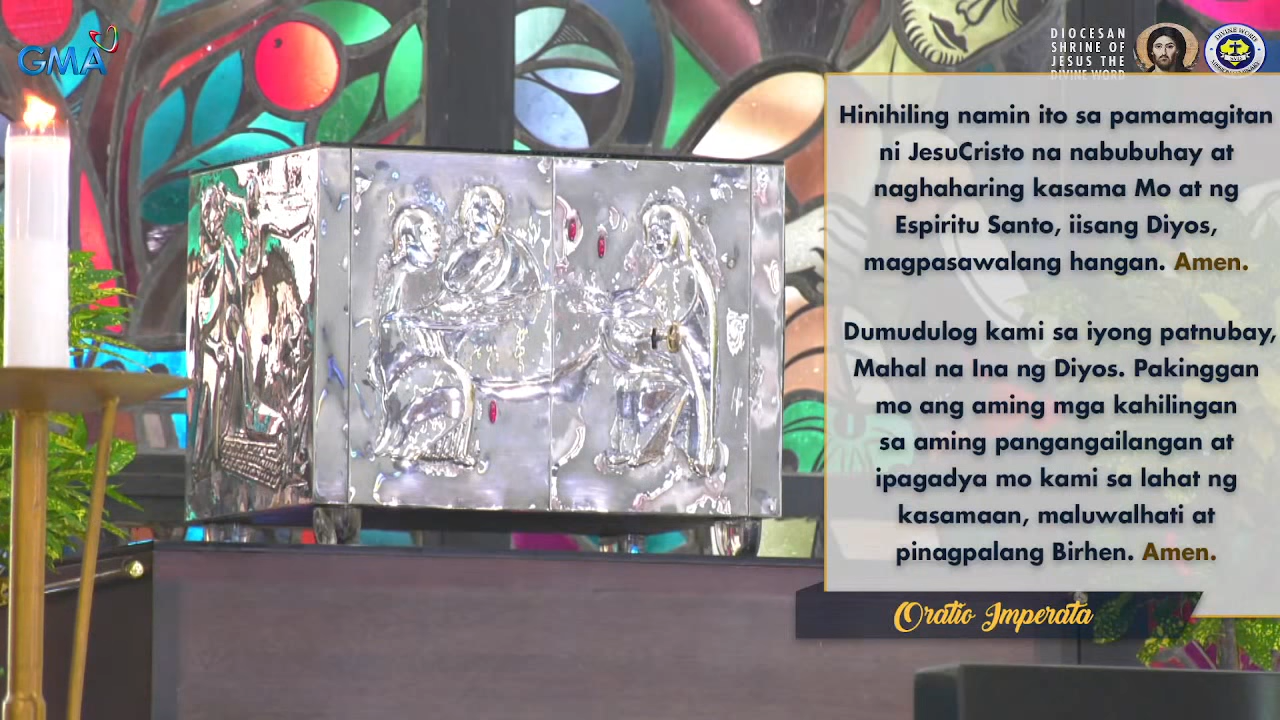 GMA
DIOCESAN
SHRINE OF
JESUS THE
DIVINE WORD
Hinihiling namin ito sa pamamagitan
ni JesuCristo na nabubuhay at
naghaharing kasama Mo at ng
Espiritu Santo, iisang Diyos,
magpasawalang hangan. Amen.
Dumudulog kami sa iyong patnubay,
Mahal na Ina ng Diyos. Pakinggan
mo ang aming mga kahilingan
sa aming pangangailangan at
ipagadya mo kami sa lahat ng
kasamaan, maluwalhati at
pinagpalang Birhen. Amen.
Oratio Imperata